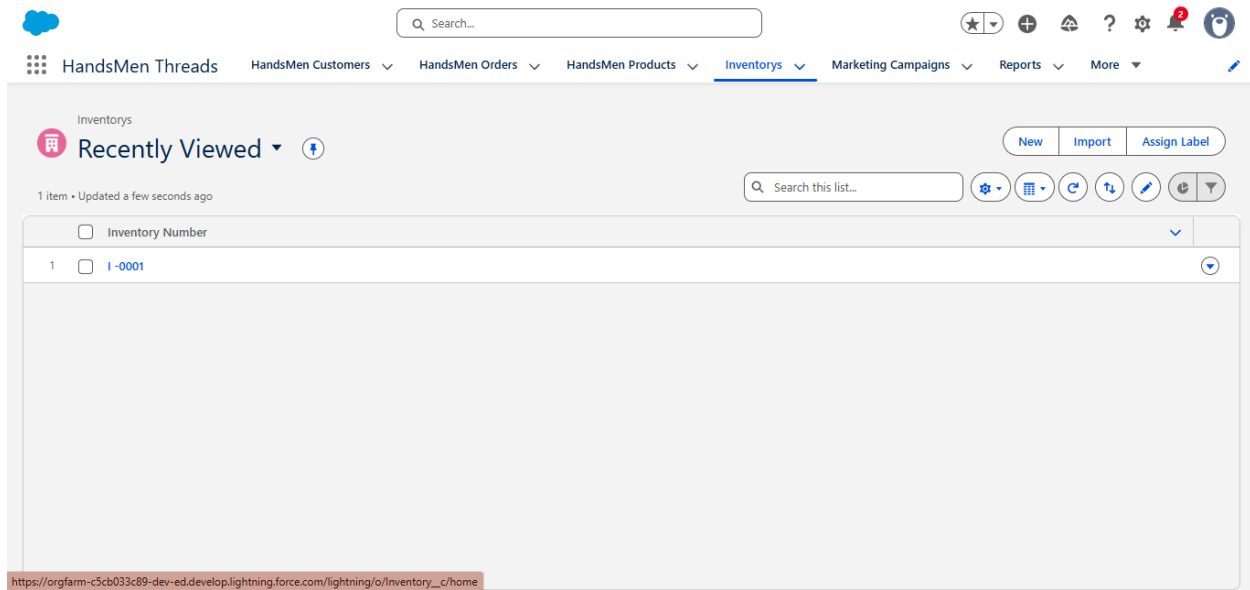 Search...
2
HandsMen Threads HandsMen Customers HandsMen Orders HandsMen Products Inventorys Marketing Campaigns Reports More
Inventorys
Recently Viewed
New Import Assign Label
1 item • Updated a few seconds ago
Search this list...
Inventory Number
1 I -0001
https://orgfarm-c5cb033c89-dev-ed.develop.lightning.force.com/lightning/o/Inventory__c/home